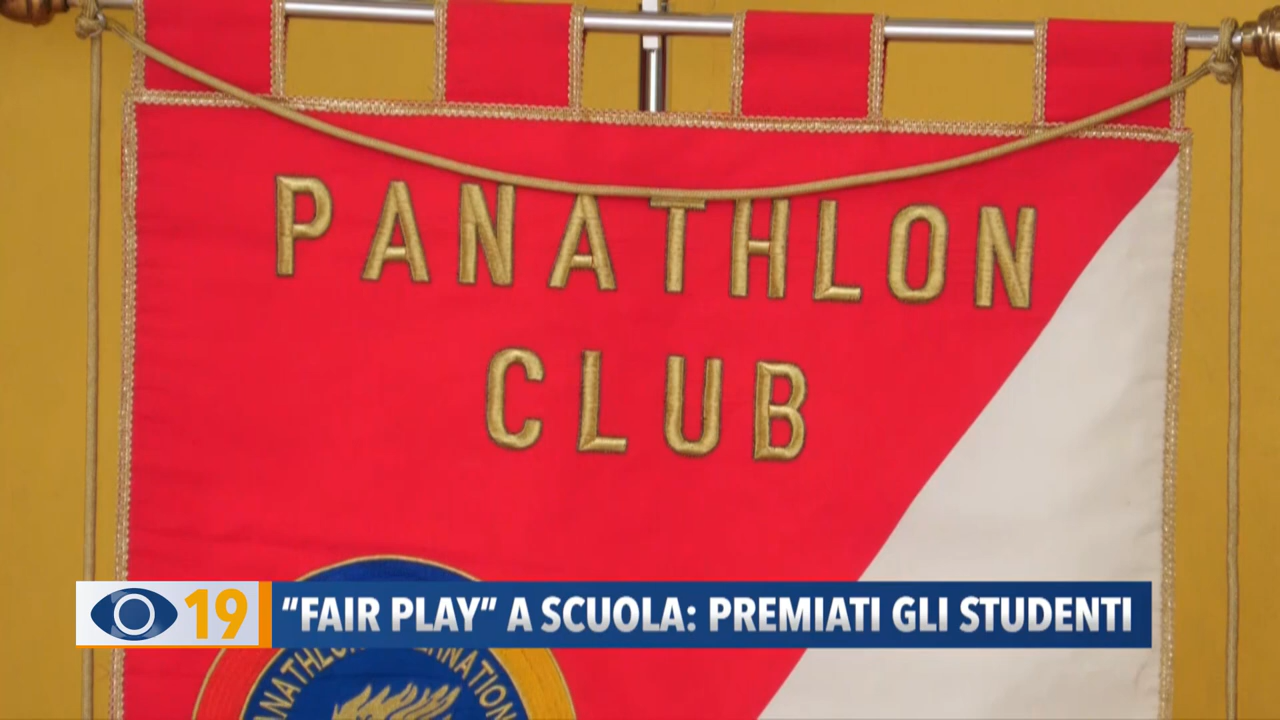 PANATHLON
CLUB
19 “FAIR PLAY” A SCUOLA: PREMIATI GLI STUDENTI